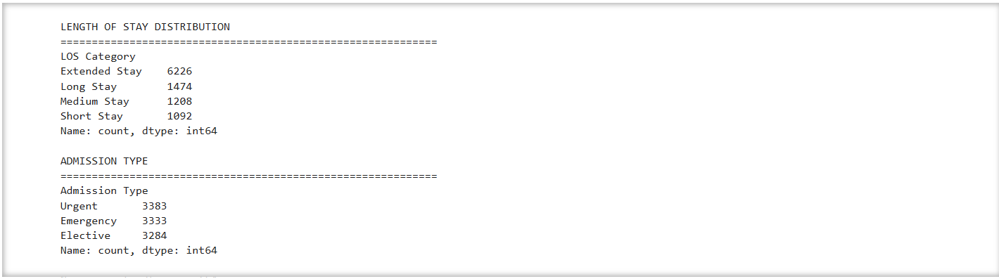 LENGTH OF STAY DISTRIBUTION
============================================================
LOS Category
Extended Stay    6226
Long Stay        1474
Medium Stay      1208
Short Stay       1092
Name: count, dtype: int64
ADMISSION TYPE
============================================================
Admission Type
Urgent       3383
Emergency    3333
Elective     3284
Name: count, dtype: int64